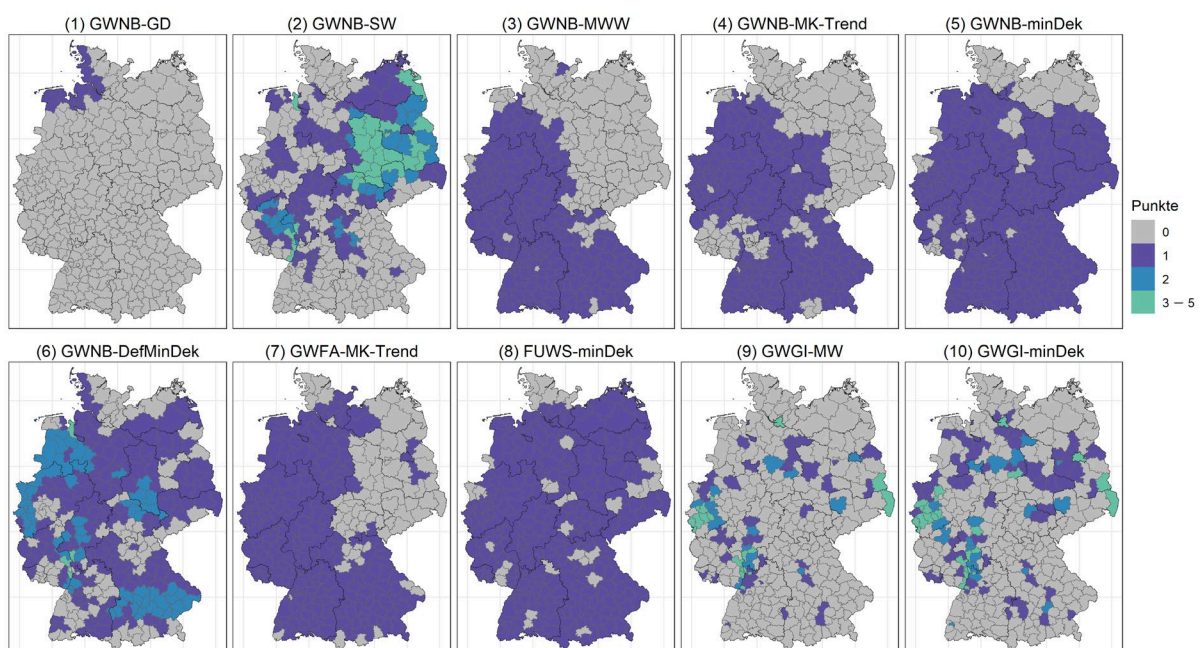 (1) GWNB-GD
(2) GWNB-SW
(3) GWNB-MWW
(4) GWNB-MK-Trend
(5) GWNB-minDek
Punkte
0
1
2
3 – 5
(6) GWNB-DefMinDek
(7) GWFA-MK-Trend
(8) FUWS-minDek
(9) GWGI-MW
(10) GWGI-minDek